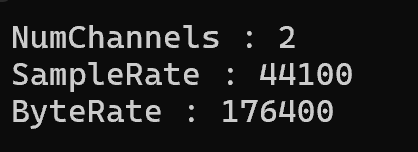 NumChannels : 2
SampleRate : 44100
ByteRate : 176400